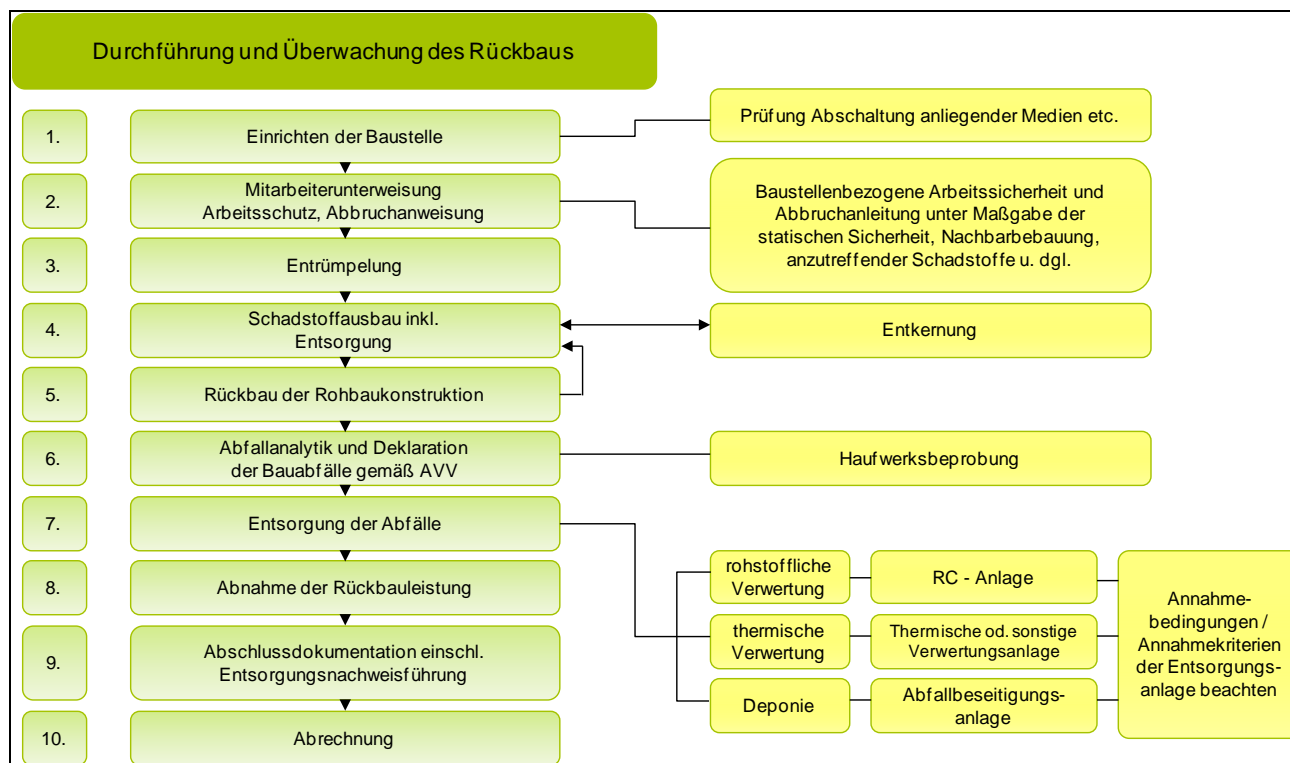 Durchführung und Überwachung des Rückbaus
1.
Einrichten der Baustelle
Prüfung Abschaltung anliegender Medien etc.
2.
Mitarbeiterunterweisung
Arbeitsschutz, Abbruchanweisung
Baustellenbezogene Arbeitssicherheit und
Abbruchanleitung unter Maßgabe der
statischen Sicherheit, Nachbarbebauung,
anzutreffender Schadstoffe u. dgl.
3.
Entrümpelung
4.
Schadstoffausbau inkl.
Entsorgung
Entkernung
5.
Rückbau der Rohbaukonstruktion
6.
Abfallanalytik und Deklaration
der Bauabfälle gemäß AVV
Haufwerksbeprobung
7.
Entsorgung der Abfälle
8.
Abnahme der Rückbauleistung
rohstoffliche
Verwertung
RC - Anlage
thermische
Verwertung
Thermische od. sonstige
Verwertungsanlage
Deponie
Abfallbeseitigungs-
anlage
Annahme-
bedingungen /
Annahmekriterien
der Entsorgungs-
anlage beachten
9.
Abschlussdokumentation einschl.
Entsorgungsnachweisführung
10.
Abrechnung